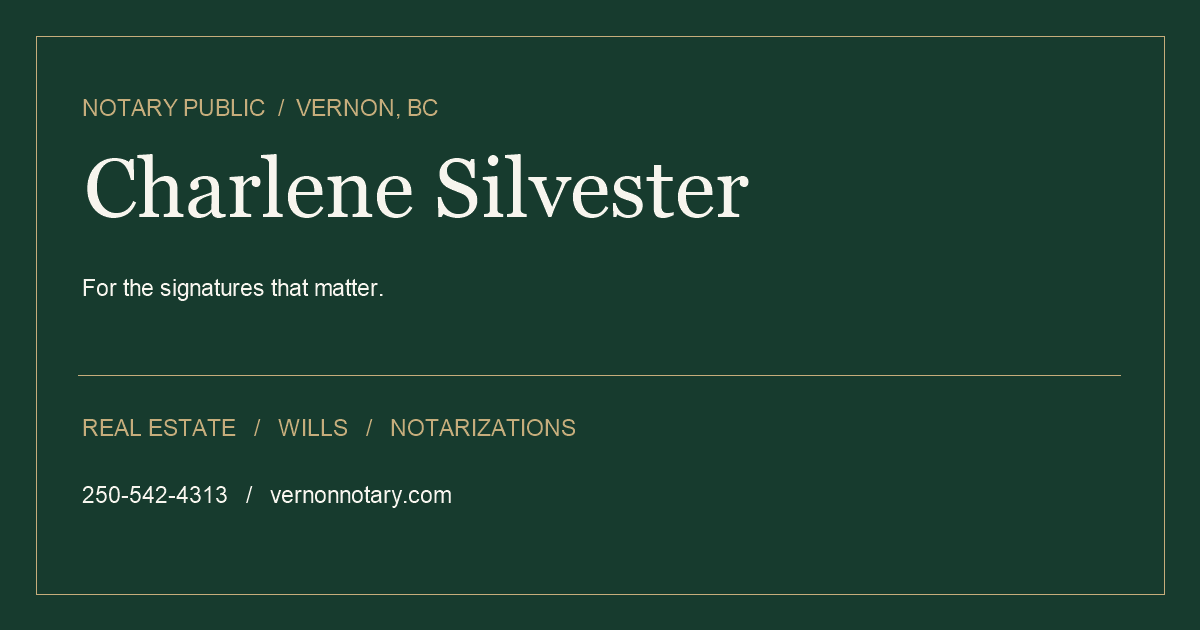 NOTARY PUBLIC / VERNON, BC
Charlene Silvester
For the signatures that matter.
REAL ESTATE / WILLS / NOTARIZATIONS
250-542-4313 / vernonnotary.com